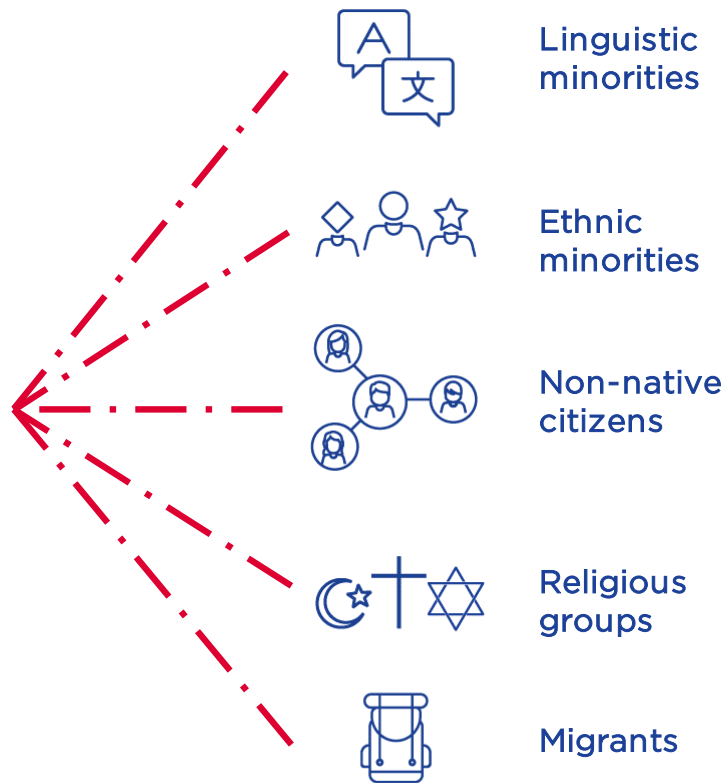 A
文
Linguistic
minorities
Ethnic
minorities
Non-native
citizens
Religious
groups
Migrants